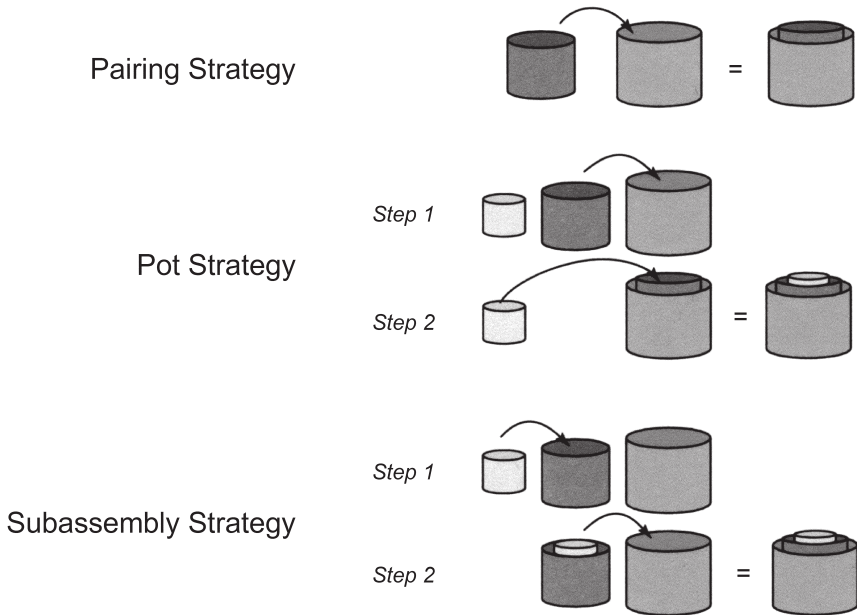 Pairing Strategy
=
Step 1
Pot Strategy
Step 2
=
Step 1
Subassembly Strategy
Step 2
=